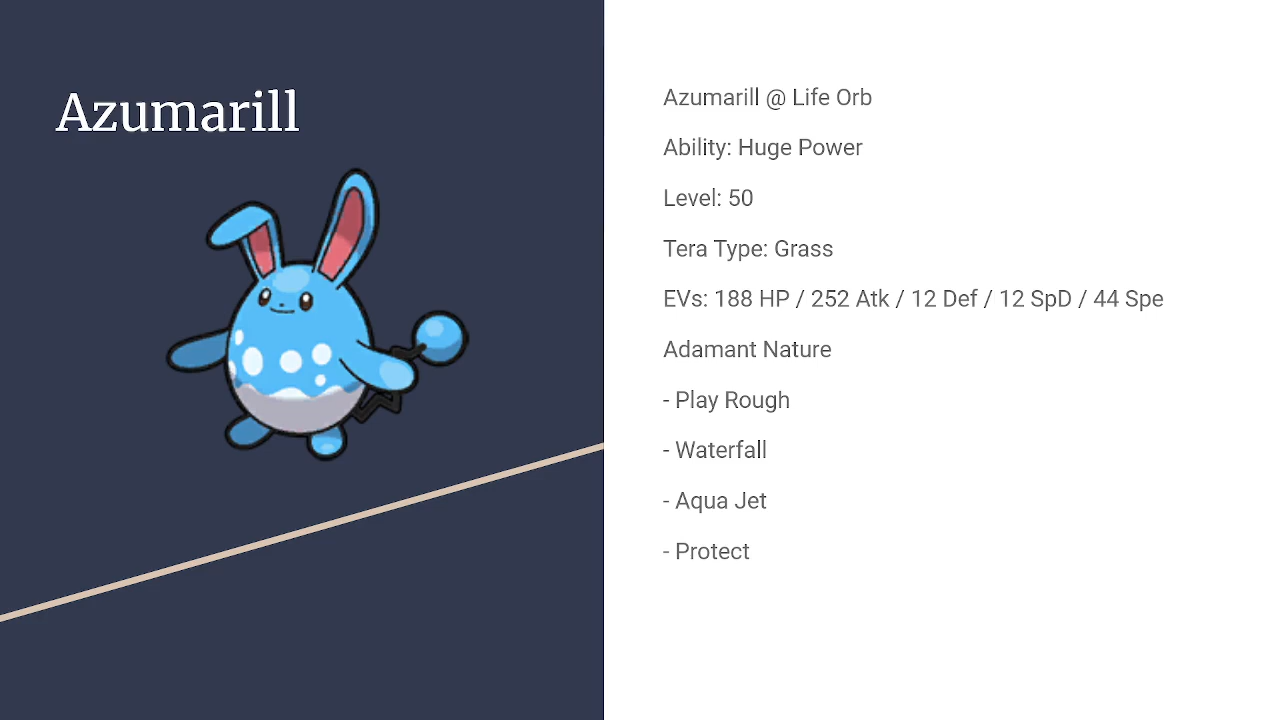 Azumarill
Azumarill @ Life Orb
Ability: Huge Power
Level: 50
Tera Type: Grass
EVs: 188 HP / 252 Atk / 12 Def / 12 SpD / 44 Spe
Adamant Nature
- Play Rough
- Waterfall
- Aqua Jet
- Protect